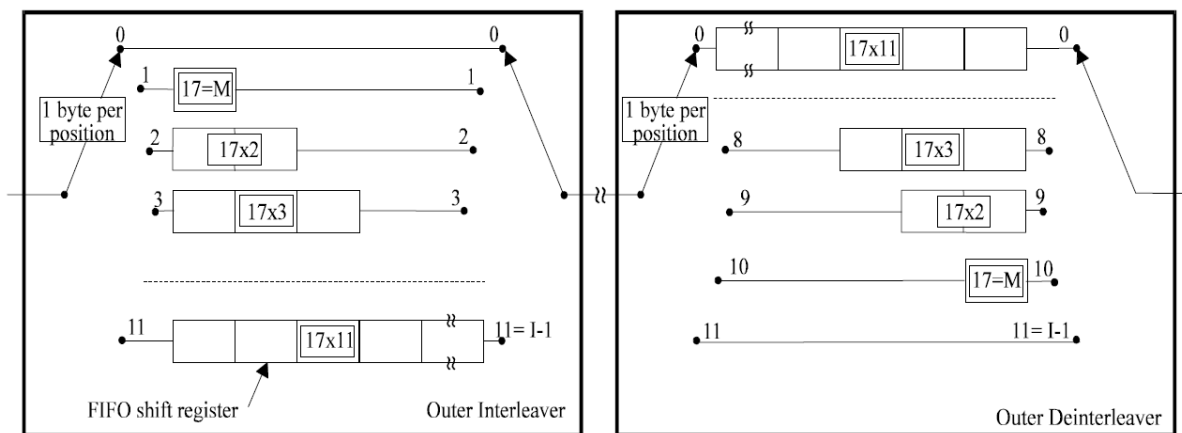 0 0
1 17=M 1
1 byte per
position
2 17x2 2
3 17x3 3
11 17x11 11= I-1
FIFO shift register
Outer Interleaver
0 17x11 0
1 byte per
position
8 17x3 8
9 17x2 9
10 17=M 10
11 11= I-1
Outer Deinterleaver